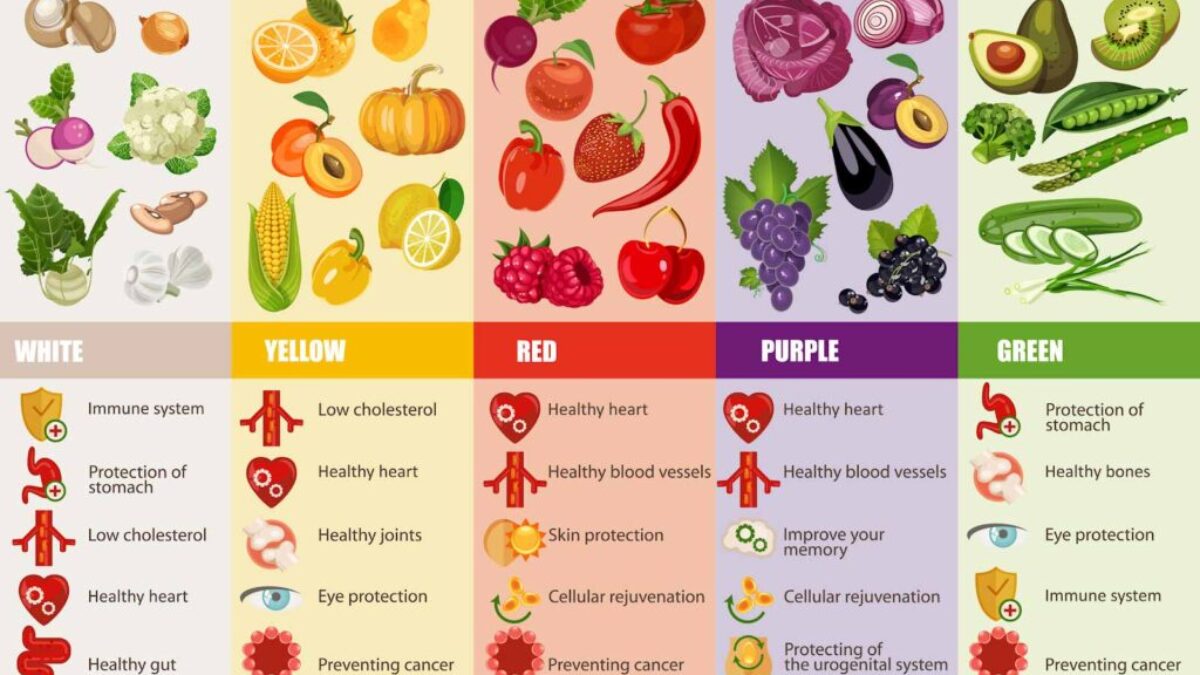 WHITE
YELLOW
RED
PURPLE
GREEN
Immune system
Protection of
stomach
Low cholesterol
Healthy heart
Healthy gut
Low cholesterol
Healthy heart
Healthy joints
Eye protection
Preventing cancer
Healthy heart
Healthy blood vessels
Skin protection
Cellular rejuvenation
Preventing cancer
Healthy heart
Healthy blood vessels
Improve your
memory
Cellular rejuvenation
Protecting of
the urogenital system
Protection of
stomach
Healthy bones
Eye protection
Immune system
Preventing cancer